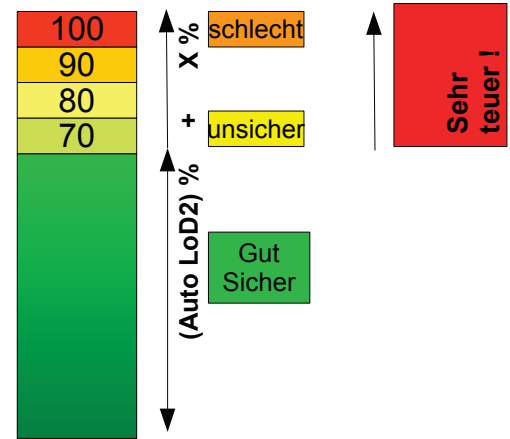 100
90
80
70
X %
+
(Auto LoD2) %
schlecht
unsicher
Gut
Sicher
Sehr
teuer !